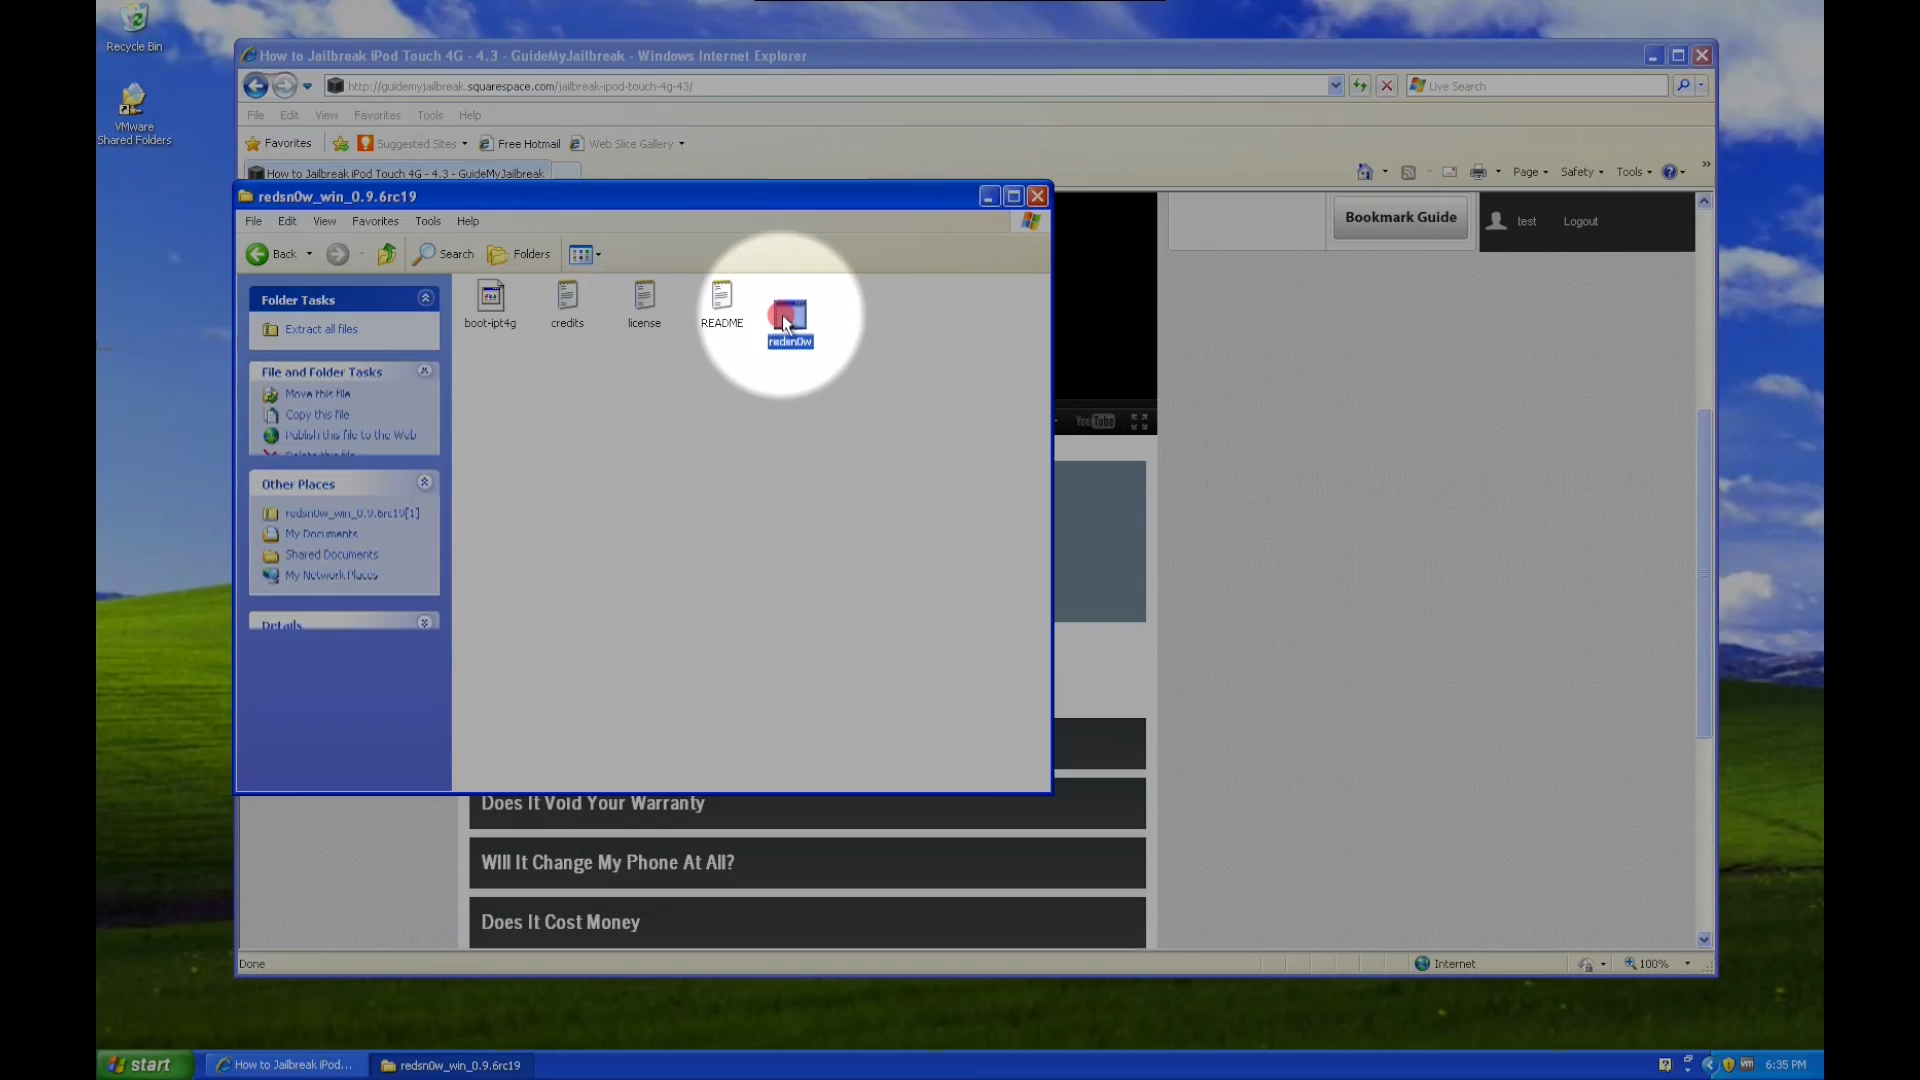 Recycle Bin
VMware
Shared Folders
How to Jailbreak iPod Touch 4G - 4.3 - GuideMyJailbreak - Windows Internet Explorer
http://guidemyjailbreak.squarespace.com/jailbreak-ipod-touch-4g-43/
Live Search
File Edit View Favorites Tools Help
Favorites Suggested Sites Free Hotmail Web Slice Gallery
How to Jailbreak iPod Touch 4G - 4.3 - GuideMyJailbreak
Page Safety Tools
redsn0w_win_0.9.6rc19
File Edit View Favorites Tools Help
Back Search Folders
Bookmark Guide
test Logout
Folder Tasks
Extract all files
boot-ipt4g credits license README redsn0w
File and Folder Tasks
Move this file
Copy this file
Publish this file to the Web
Delete this file
YouTube
Other Places
redsn0w_win_0.9.6rc19[1]
My Documents
Shared Documents
My Network Places
Details
Does It Void Your Warranty
WIll It Change My Phone At All?
Does It Cost Money
Done
Internet
100%
start
How to Jailbreak iPod...
redsn0w_win_0.9.6rc19
6:35 PM